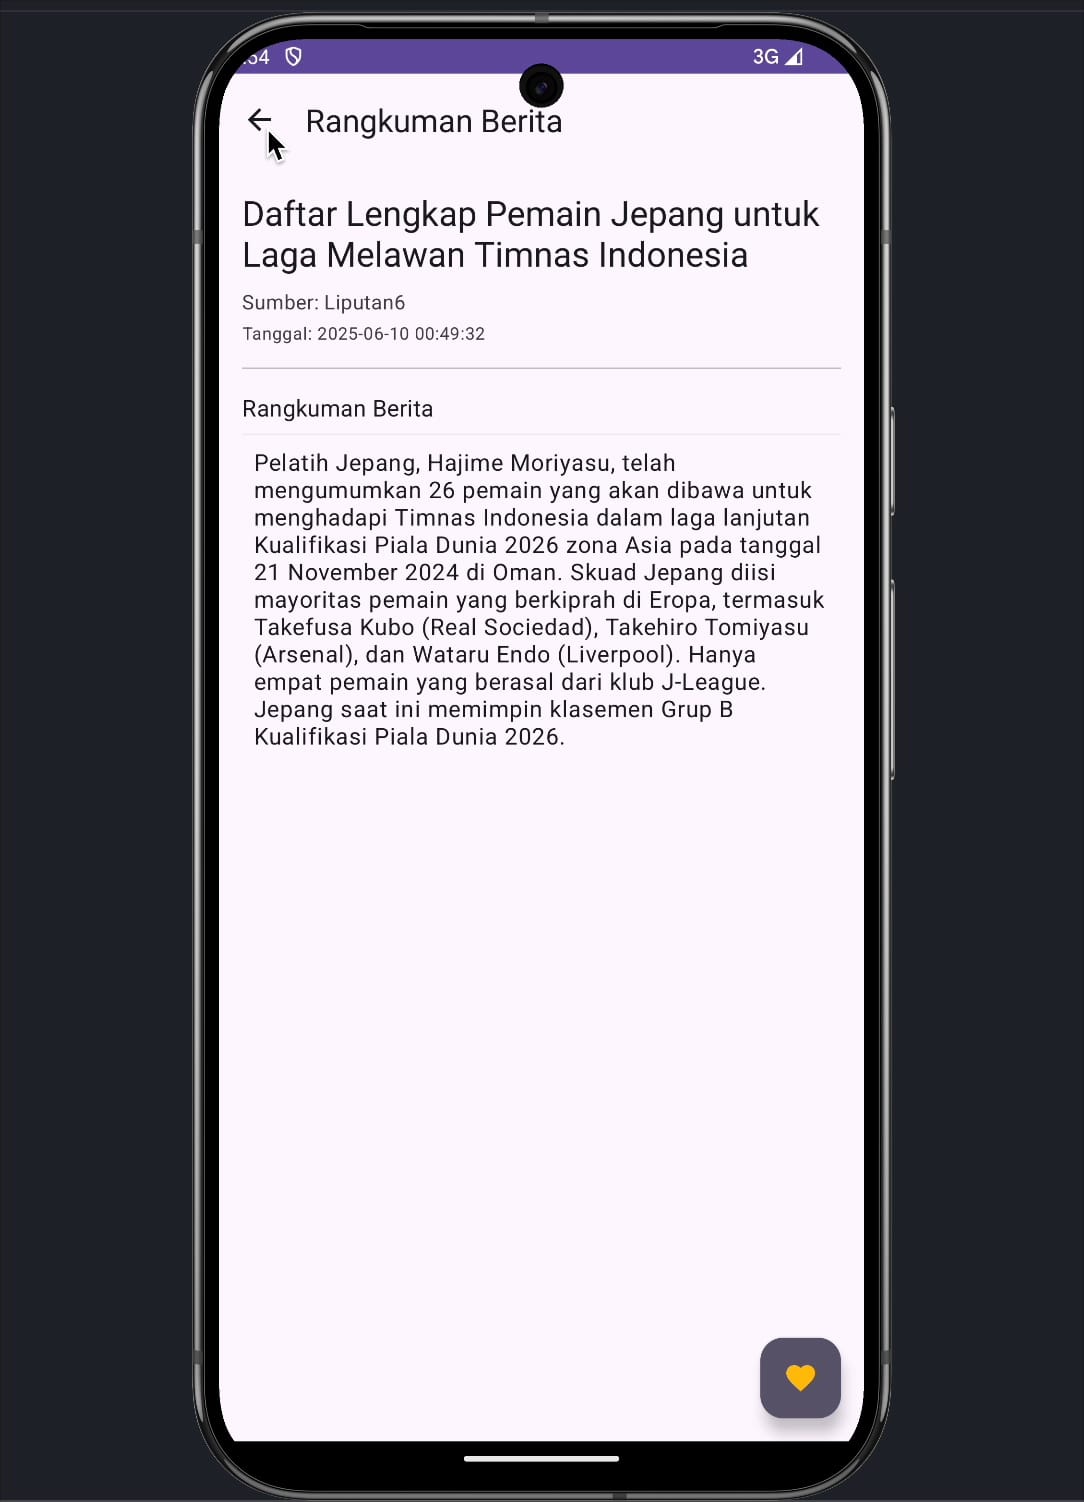 :54
3G
Rangkuman Berita
Daftar Lengkap Pemain Jepang untuk
Laga Melawan Timnas Indonesia
Sumber: Liputan6
Tanggal: 2025-06-10 00:49:32
Rangkuman Berita
Pelatih Jepang, Hajime Moriyasu, telah
mengumumkan 26 pemain yang akan dibawa untuk
menghadapi Timnas Indonesia dalam laga lanjutan
Kualifikasi Piala Dunia 2026 zona Asia pada tanggal
21 November 2024 di Oman. Skuad Jepang diisi
mayoritas pemain yang berkiprah di Eropa, termasuk
Takefusa Kubo (Real Sociedad), Takehiro Tomiyasu
(Arsenal), dan Wataru Endo (Liverpool). Hanya
empat pemain yang berasal dari klub J-League.
Jepang saat ini memimpin klasemen Grup B
Kualifikasi Piala Dunia 2026.